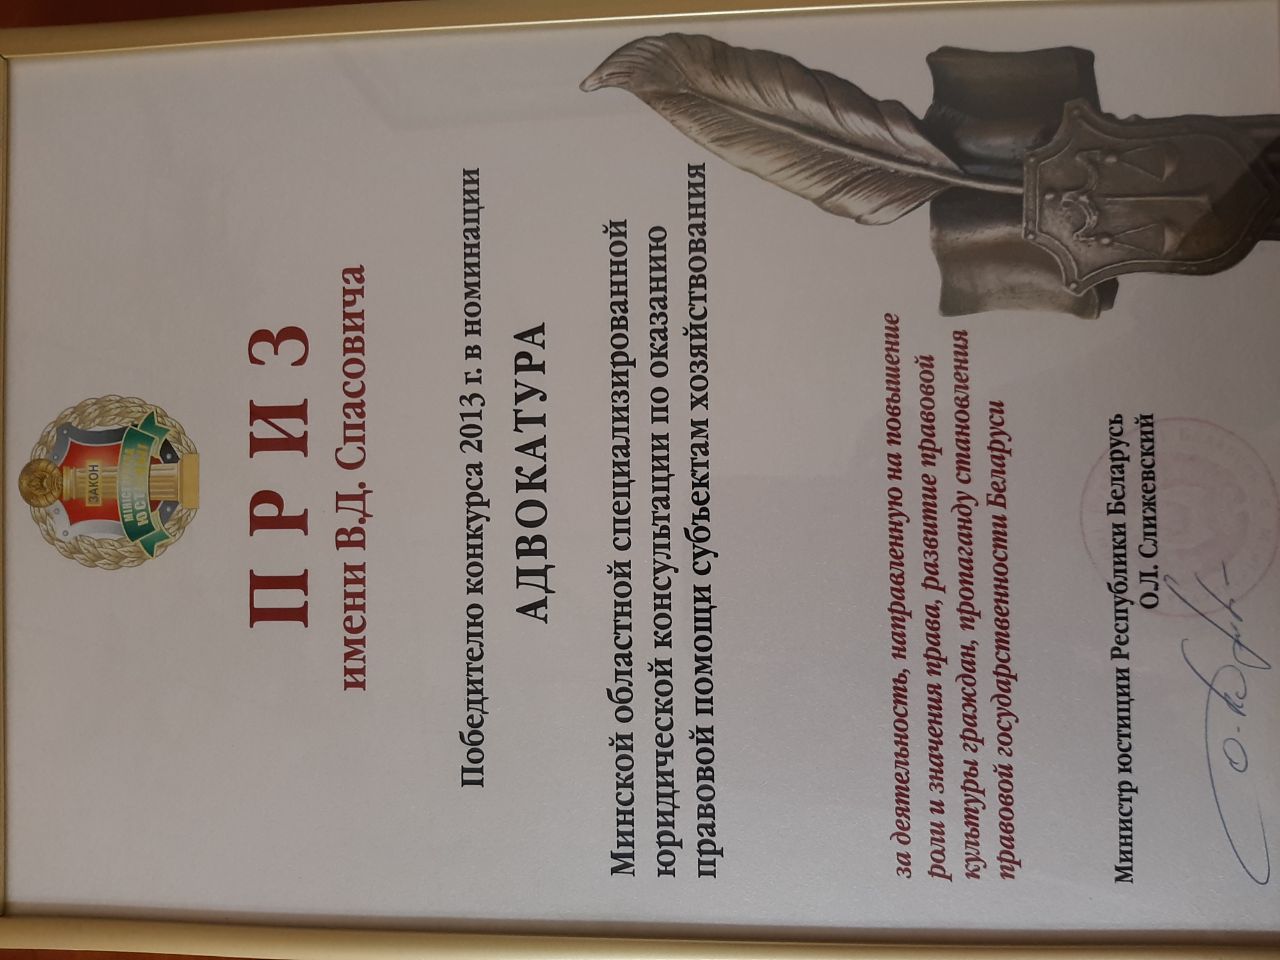 ЗАКОН
МІНІСТЭРСТВА
ЮСТЫЦЫІ
ПРИЗ
имени В.Д. Спасовича
Победителю конкурса 2013 г. в номинации
АДВОКАТУРА
Минской областной специализированной
юридической консультации по оказанию
правовой помощи субъектам хозяйствования
за деятельность, направленную на повышение
роли и значения права, развитие правовой
культуры граждан, пропаганду становления
правовой государственности Беларуси
Министр юстиции Республики Беларусь
О.Л. Слижевский